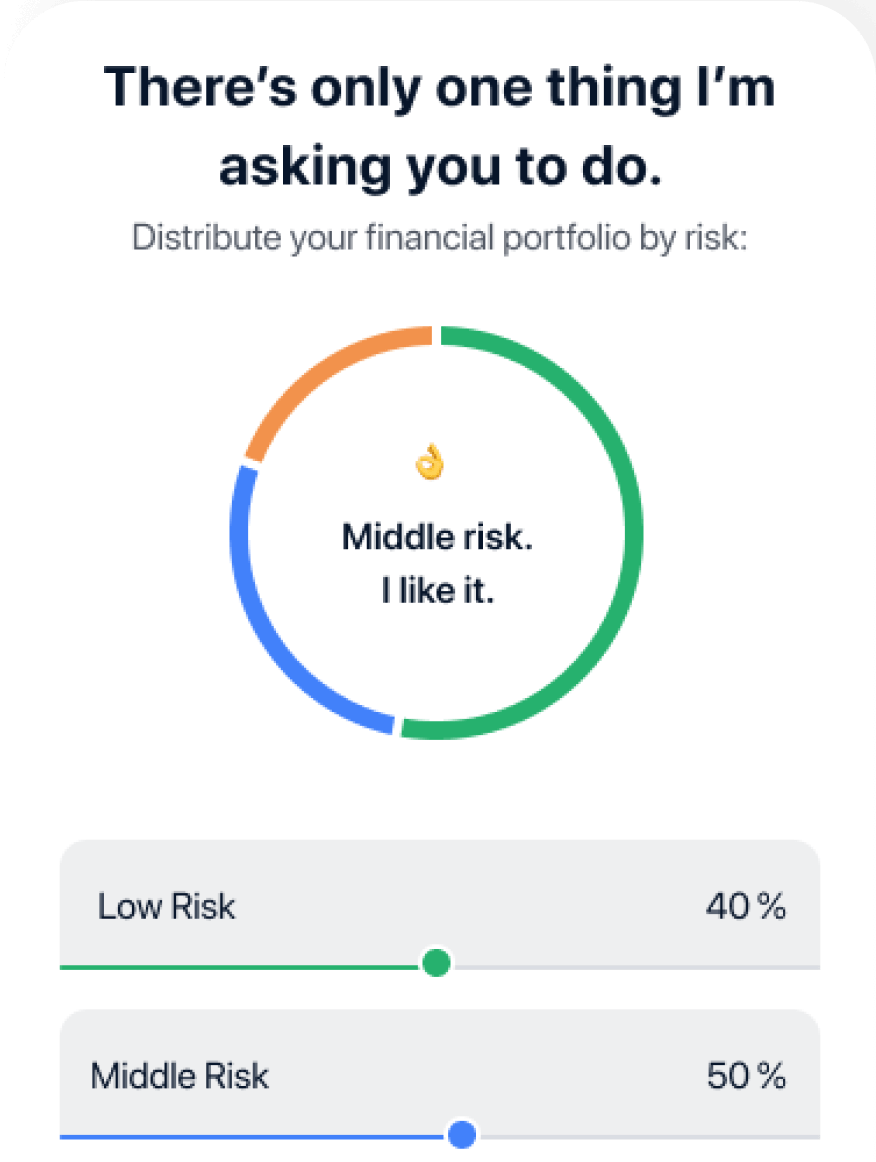 There’s only one thing I’m
asking you to do.
Distribute your financial portfolio by risk:
Middle risk.
I like it.
Low Risk 40 %
Middle Risk 50 %